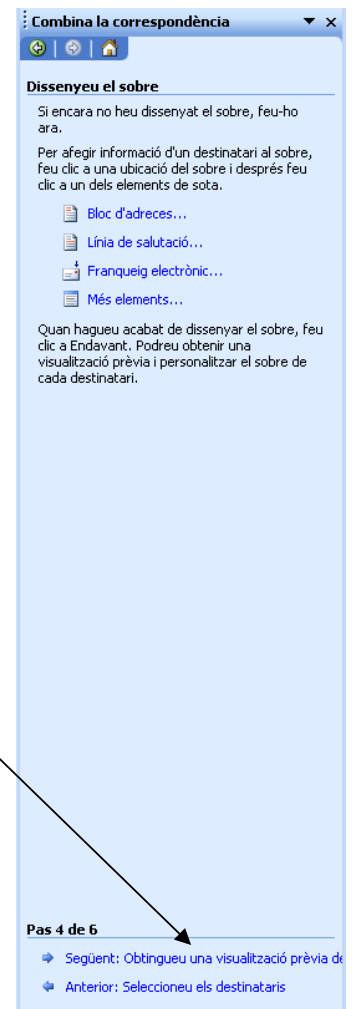 Combina la correspondència
Dissenyeu el sobre
Si encara no heu dissenyat el sobre, feu-ho
ara.
Per afegir informació d'un destinatari al sobre,
feu clic a una ubicació del sobre i després feu
clic a un dels elements de sota.
Bloc d'adreces...
Línia de salutació...
Franqueig electrònic...
Més elements...
Quan hagueu acabat de dissenyar el sobre, feu
clic a Endavant. Podreu obtenir una
visualització prèvia i personalitzar el sobre de
cada destinatari.
Pas 4 de 6
Següent: Obtingueu una visualització prèvia de
Anterior: Seleccioneu els destinataris